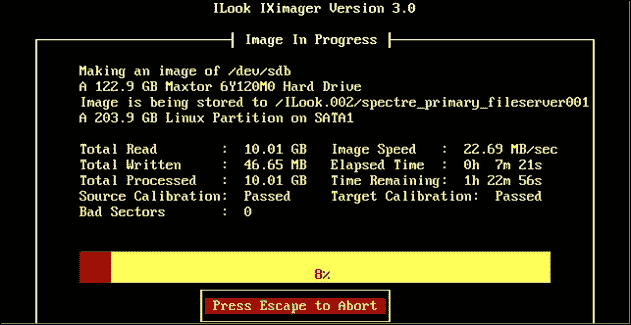 ILook IXimager Version 3.0
Image In Progress
Making an image of /dev/sdb
A 122.9 GB Maxtor 6Y120M0 Hard Drive
Image is being stored to /ILook.002/spectre_primary_fileserver001
A 203.9 GB Linux Partition on SATA1
Total Read : 10.01 GB Image Speed : 22.69 MB/sec
Total Written : 46.65 MB Elapsed Time : 0h 7m 21s
Total Processed : 10.01 GB Time Remaining: 1h 22m 56s
Source Calibration: Passed Target Calibration: Passed
Bad Sectors : 0
8%
Press Escape to Abort